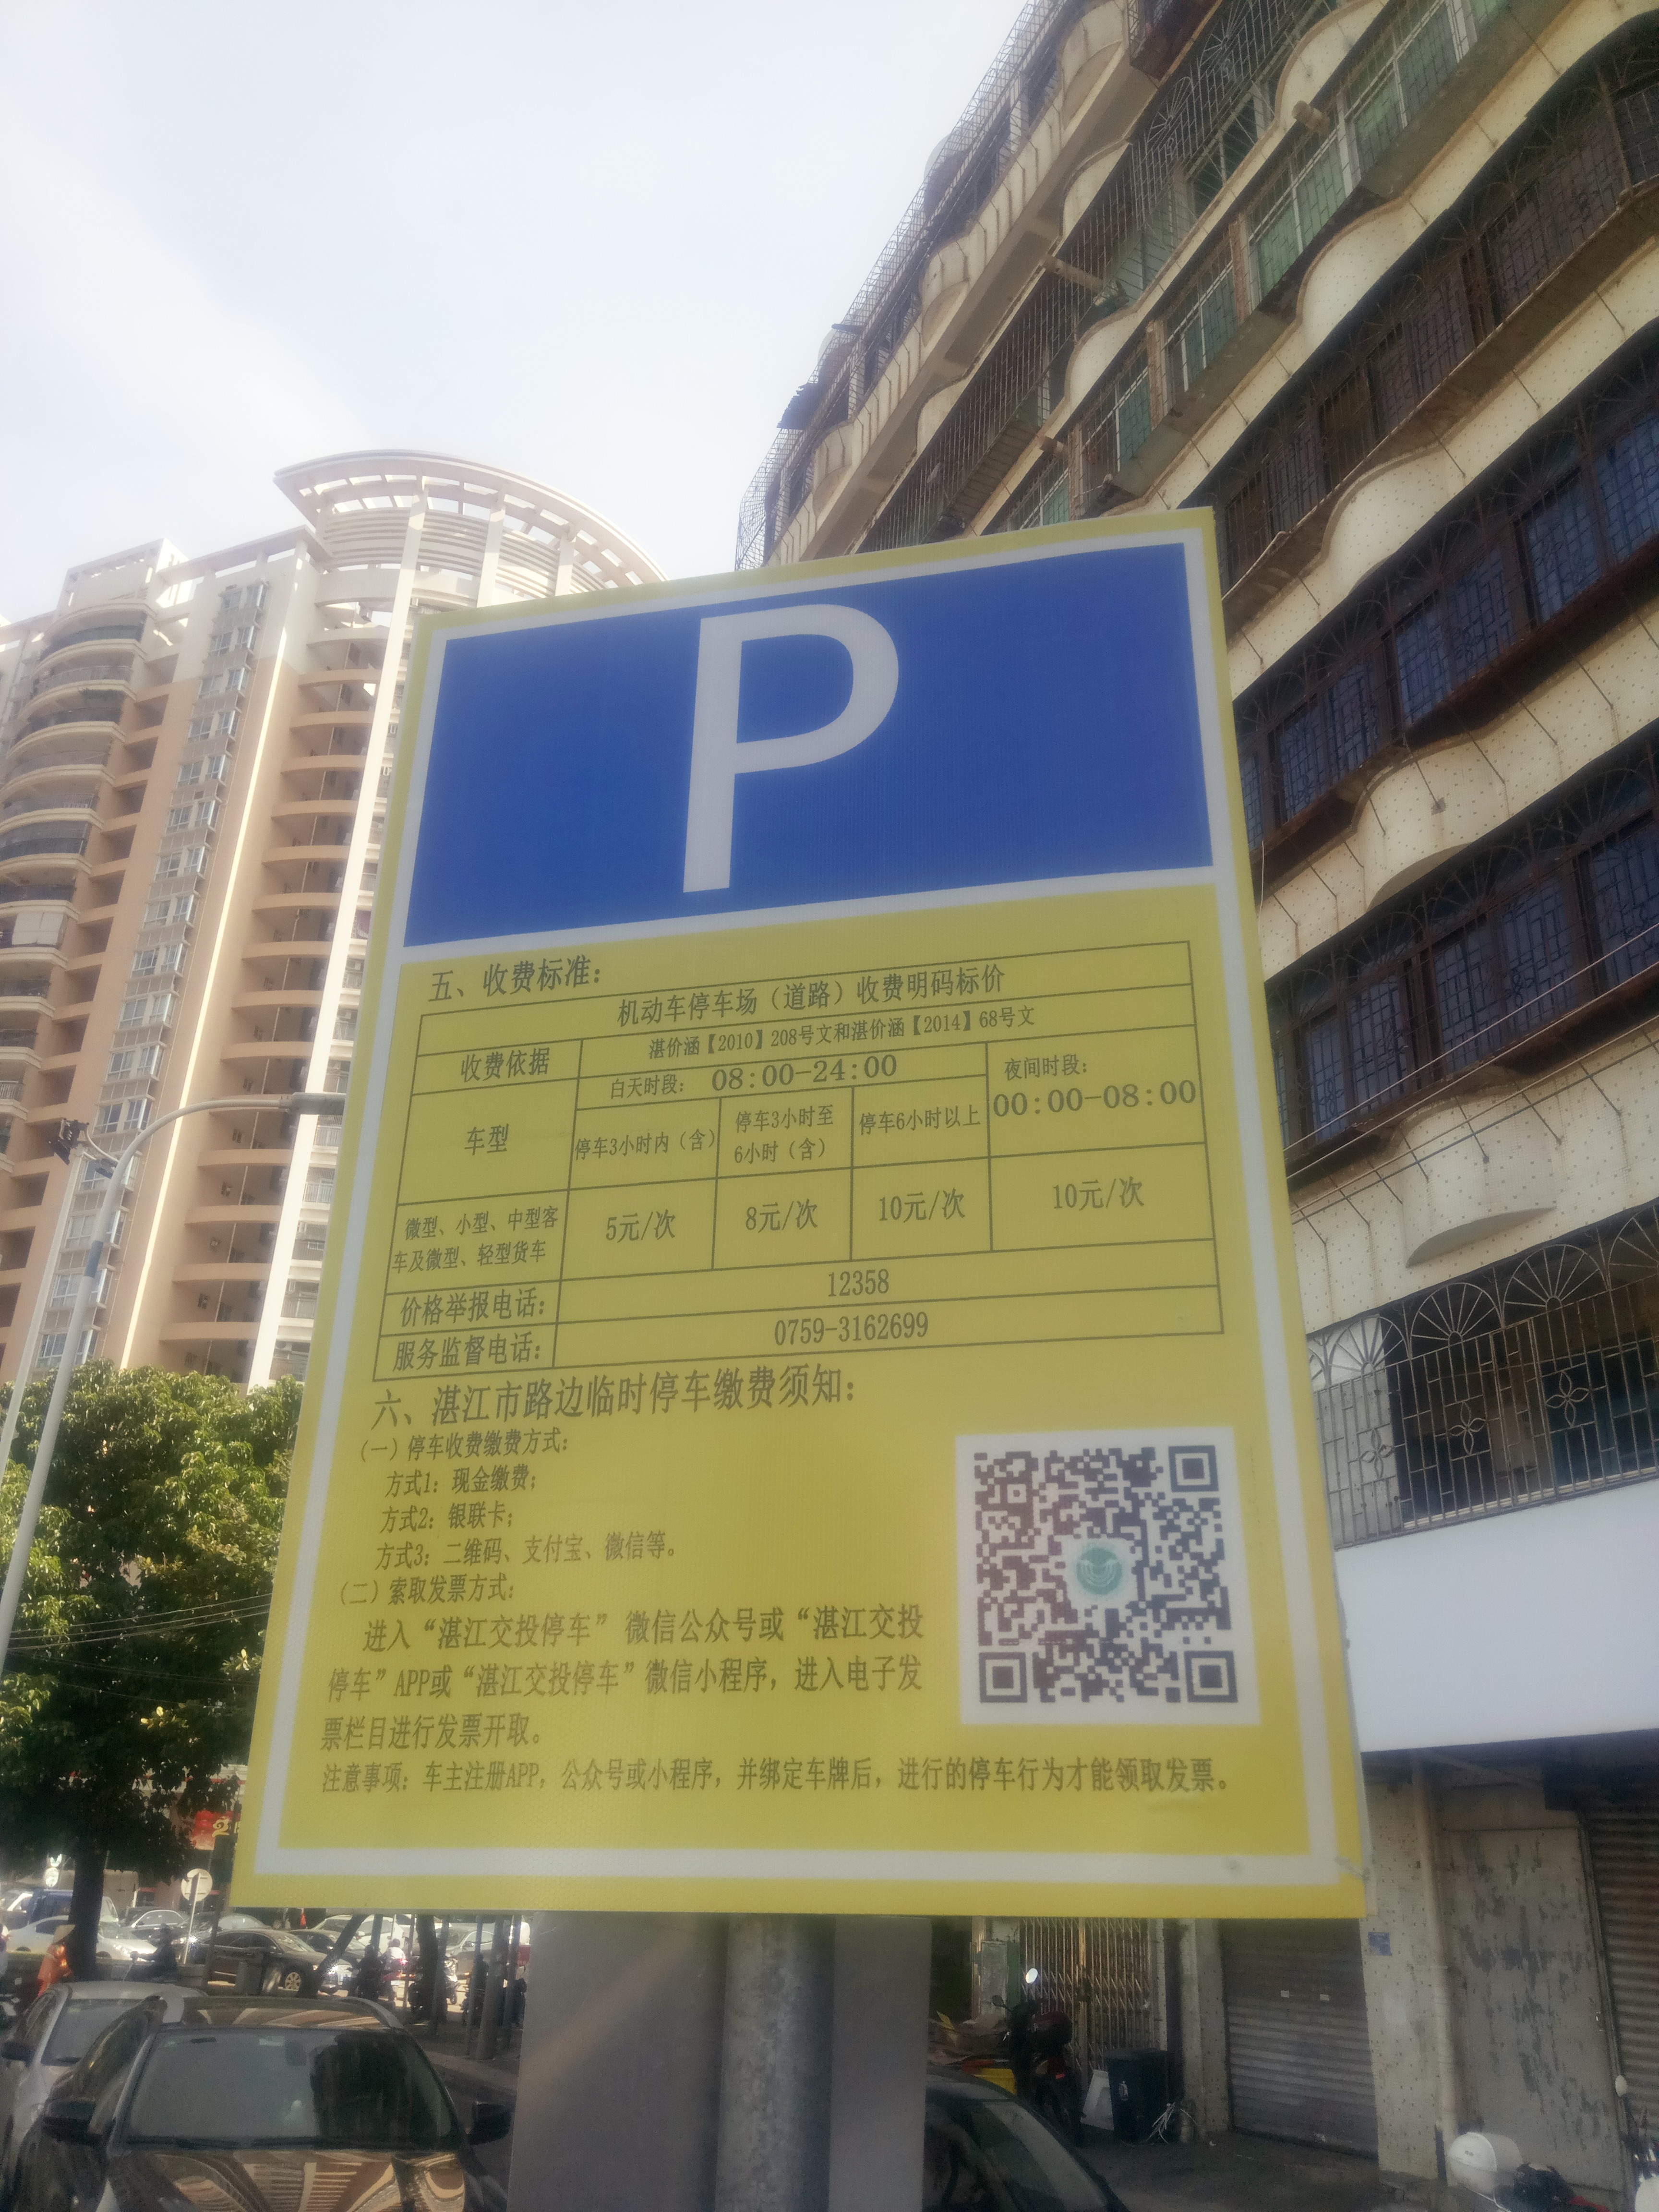 P
五、收费标准：
机动车停车场（道路）收费明码标价
收费依据
湛价涵【2010】208号文和湛价涵【2014】68号文
车型
白天时段： 08:00-24:00
夜间时段：
00:00-08:00
停车3小时内（含）
停车3小时至
6小时（含）
停车6小时以上
微型、小型、中型客
车及微型、轻型货车
5元/次
8元/次
10元/次
10元/次
价格举报电话：
12358
服务监督电话：
0759-3162699
六、湛江市路边临时停车缴费须知：
（一）停车收费缴费方式：
方式1：现金缴费；
方式2：银联卡；
方式3：二维码、支付宝、微信等。
（二）索取发票方式：
进入“湛江交投停车”微信公众号或“湛江交投
停车”APP或“湛江交投停车”微信小程序，进入电子发
票栏目进行发票开取。
注意事项：车主注册APP，公众号或小程序，并绑定车牌后，进行的停车行为才能领取发票。